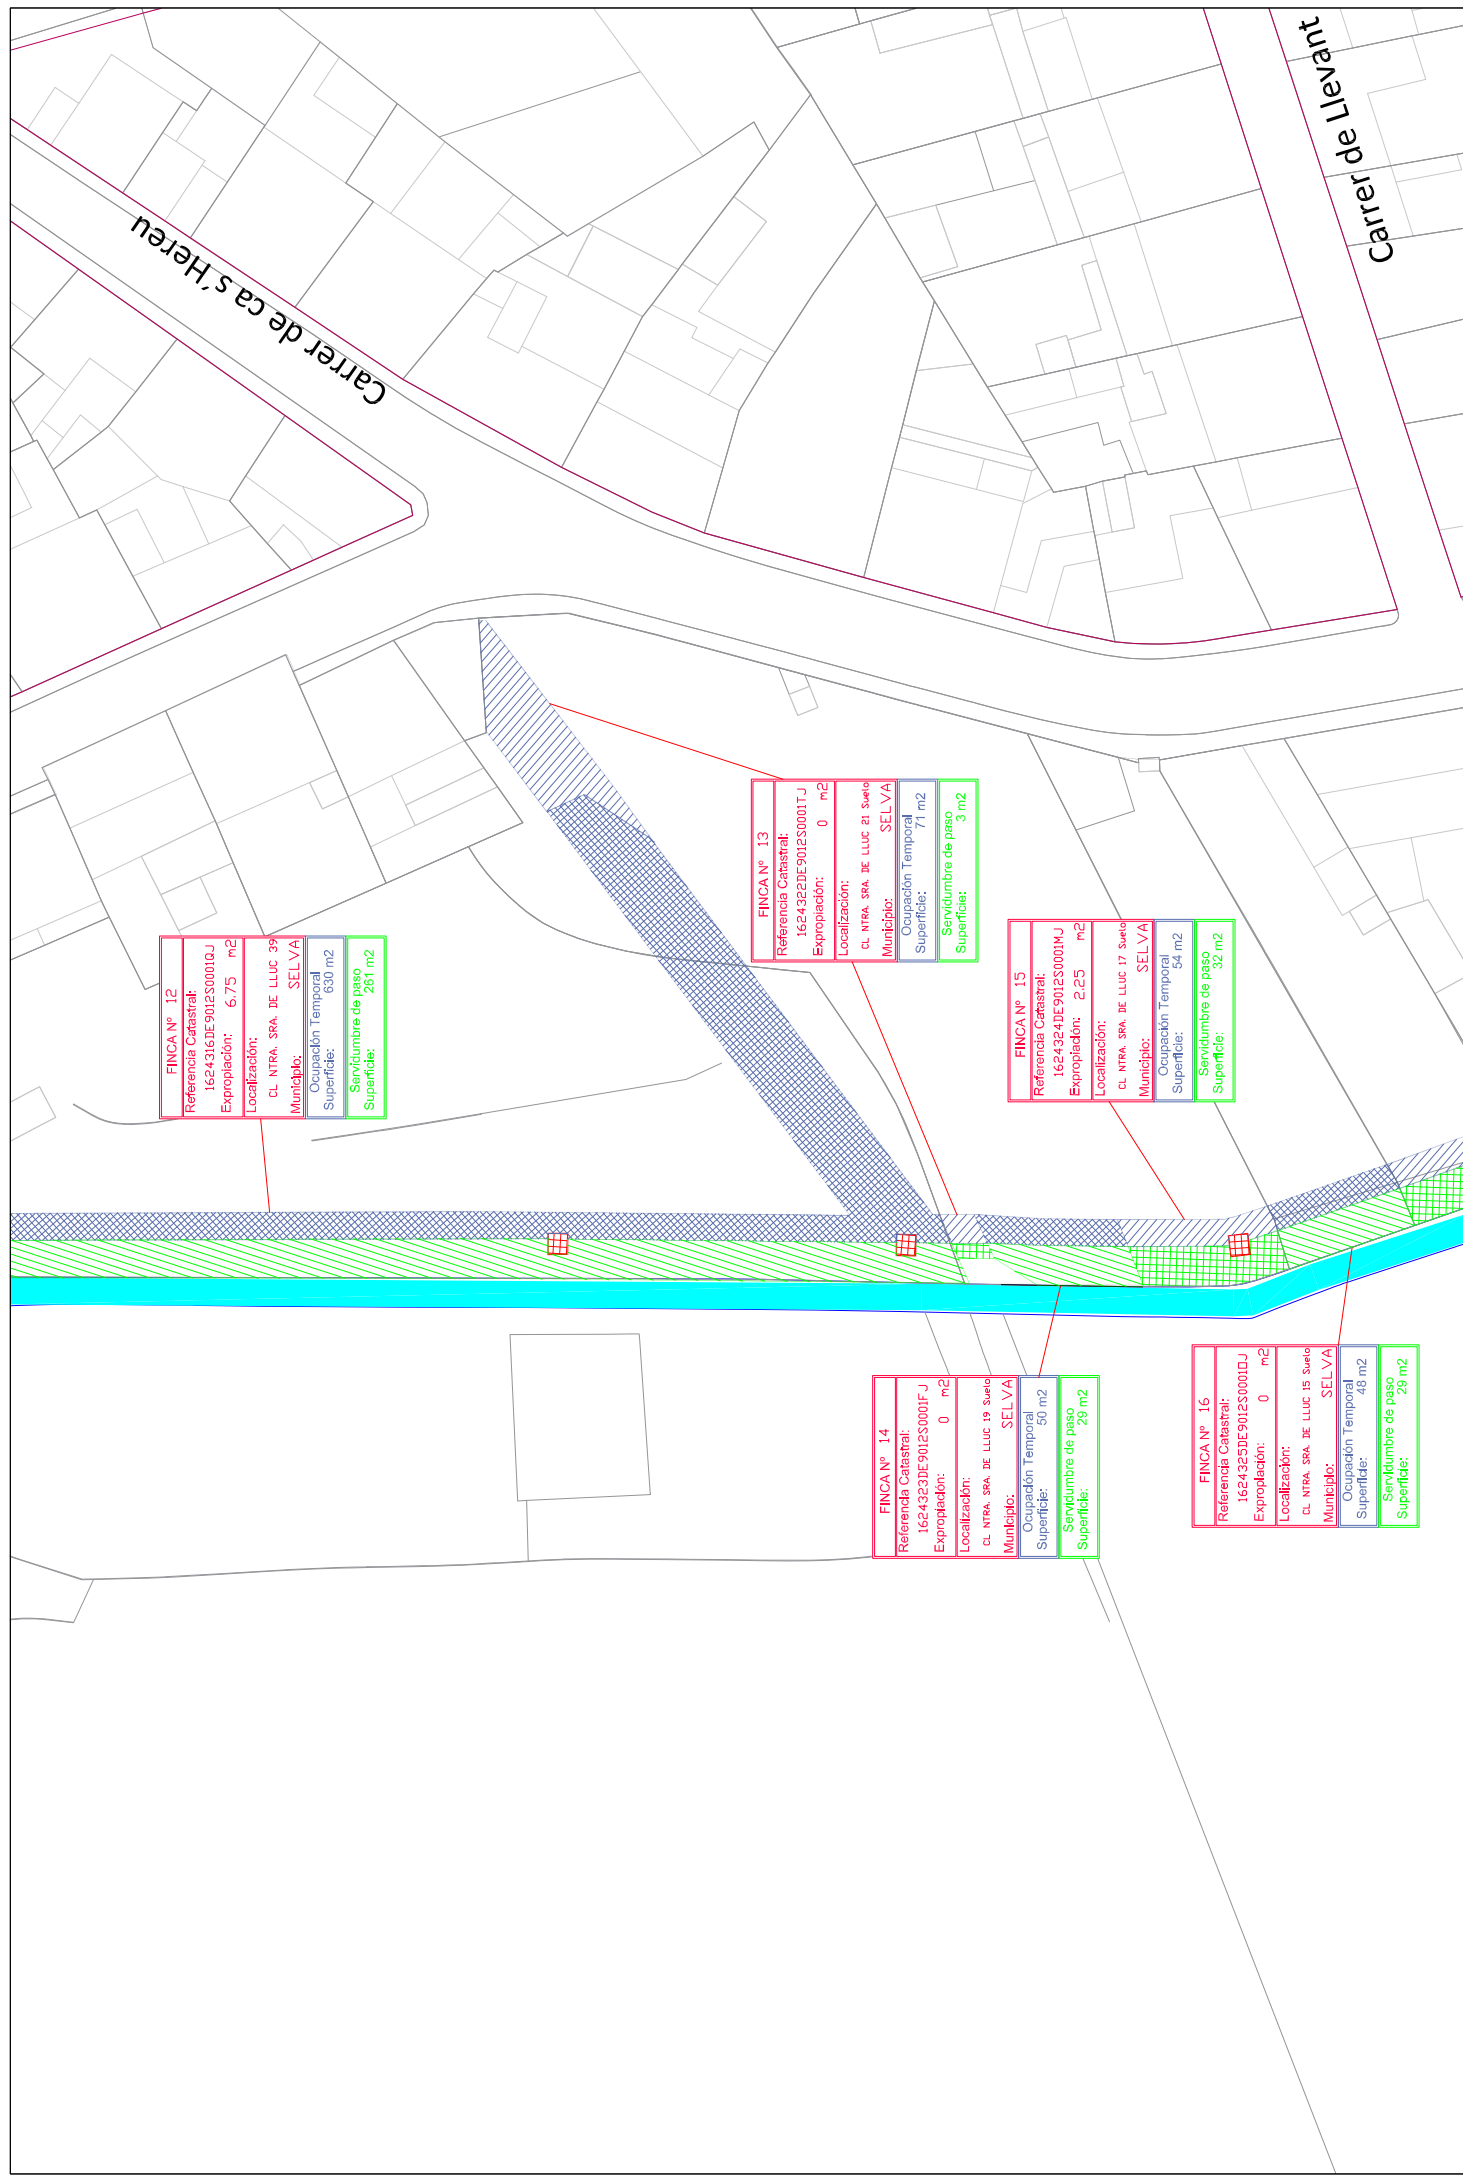 Carrer de ca s´Hereu
Carrer de Llevant
FINCA Nº 12
Referencia Catastral:
1624316DE9012S0001QJ
Expropiación: 6.75 m2
Localización:
CL NTRA. SRA. DE LLUC 39
Municipio: SELVA
Ocupación Temporal
Superficie: 630 m2
Servidumbre de paso
Superficie: 261 m2
FINCA Nº 13
Referencia Catastral:
1624322DE9012S0001TJ
Expropiación: 0 m2
Localización:
CL NTRA. SRA. DE LLUC 21 Suelo
Municipio: SELVA
Ocupación Temporal
Superficie: 71 m2
Servidumbre de paso
Superficie: 3 m2
FINCA Nº 15
Referencia Catastral:
1624324DE9012S0001MJ
Expropiación: 2.25 m2
Localización:
CL NTRA. SRA. DE LLUC 17 Suelo
Municipio: SELVA
Ocupación Temporal
Superficie: 54 m2
Servidumbre de paso
Superficie: 32 m2
FINCA Nº 14
Referencia Catastral:
1624323DE9012S0001FJ
Expropiación: 0 m2
Localización:
CL NTRA. SRA. DE LLUC 19 Suelo
Municipio: SELVA
Ocupación Temporal
Superficie: 50 m2
Servidumbre de paso
Superficie: 29 m2
FINCA Nº 16
Referencia Catastral:
1624325DE9012S0001OJ
Expropiación: 0 m2
Localización:
CL NTRA. SRA. DE LLUC 15 Suelo
Municipio: SELVA
Ocupación Temporal
Superficie: 48 m2
Servidumbre de paso
Superficie: 29 m2